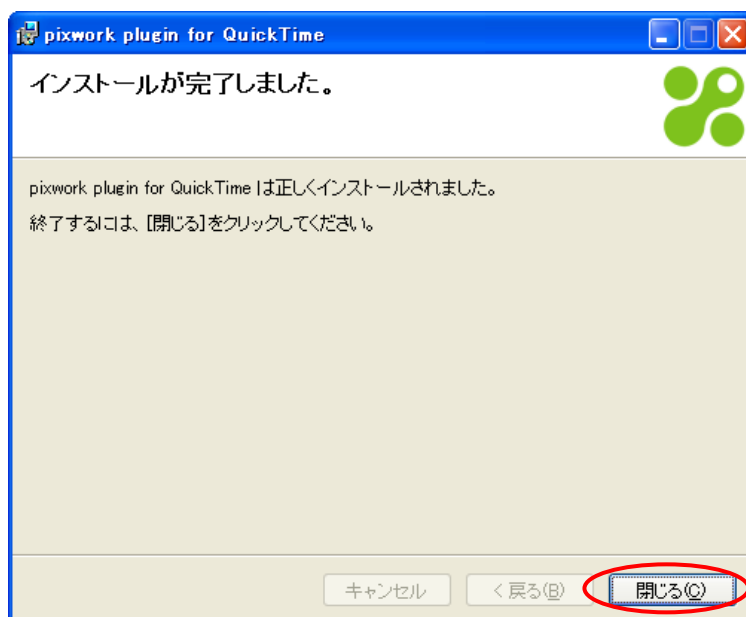 pixwork plugin for QuickTime
インストールが完了しました。
pixwork plugin for QuickTime は正しくインストールされました。
終了するには、[閉じる]をクリックしてください。
キャンセル
< 戻る(B)
閉じる(C)